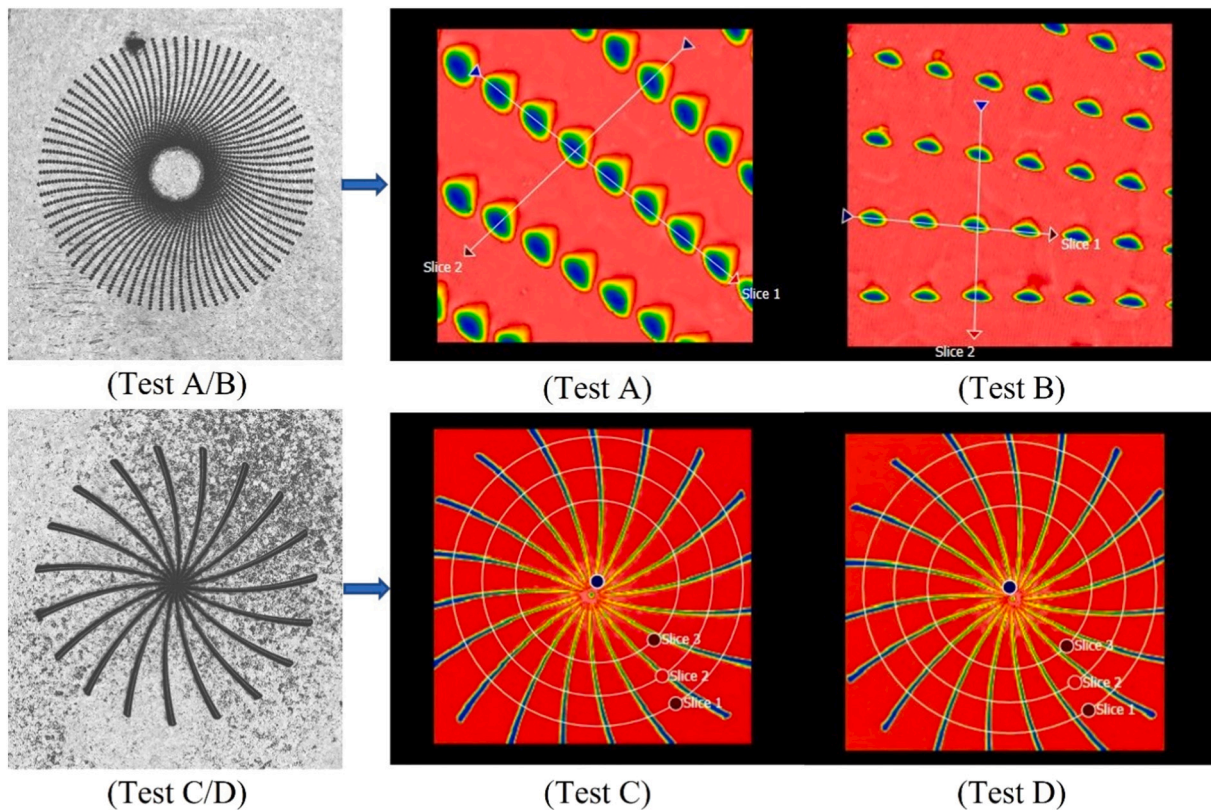 Slice 2
Slice 1
Slice 1
Slice 2
(Test A/B)
(Test A)
(Test B)
Slice 3
Slice 2
Slice 1
Slice 3
Slice 2
Slice 1
(Test C/D)
(Test C)
(Test D)